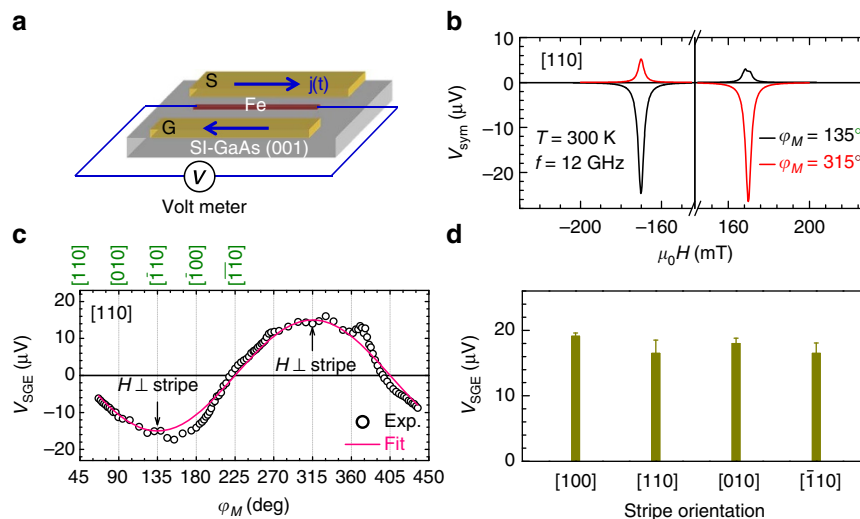 a
S
j(t)
Fe
G
SI-GaAs (001)
V
Volt meter
b
[110]
V_sym (µV)
0
−10
−20
T = 300 K
f = 12 GHz
φ_M = 135°
φ_M = 315°
−200 −160 160 200
µ₀H (mT)
c
[110] [010] [1̄10] [1̄00] [1̄1̄0]
[110]
V_SGE (µV)
20
10
0
−10
−20
H ⊥ stripe
H ⊥ stripe
Exp.
Fit
45 90 135 180 225 270 315 360 405 450
φ_M (deg)
d
V_SGE (µV)
20
10
0
[100] [110] [010] [1̄10]
Stripe orientation